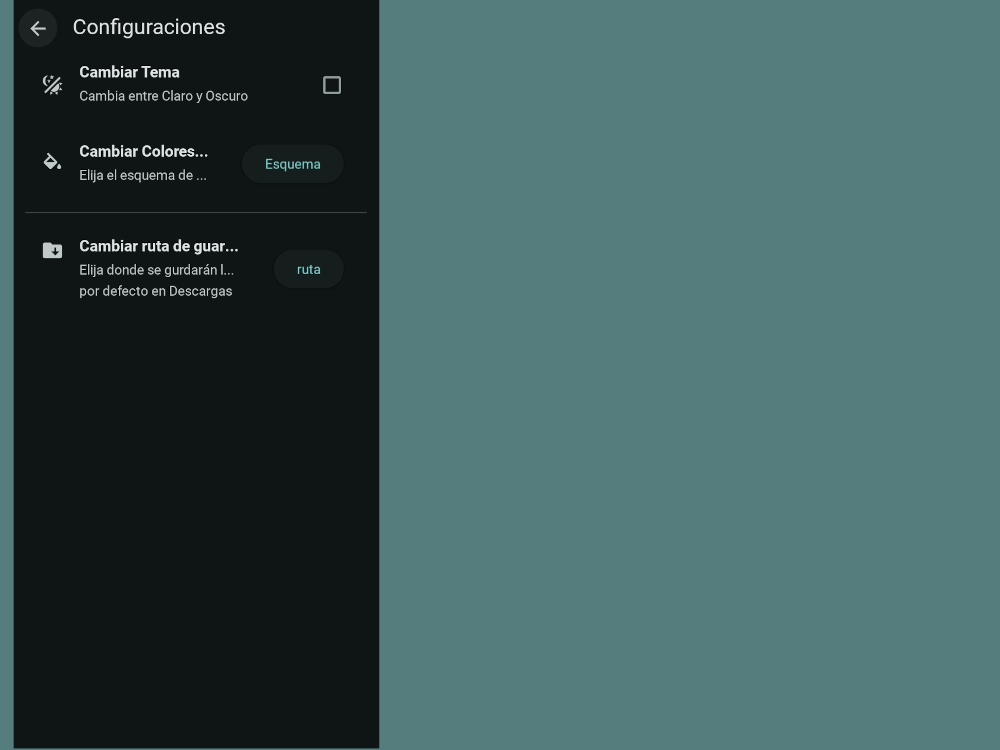 Configuraciones
Cambiar Tema
Cambia entre Claro y Oscuro
Cambiar Colores...
Elija el esquema de ...
Esquema
Cambiar ruta de guar...
Elija donde se gurdarán l...
por defecto en Descargas
ruta